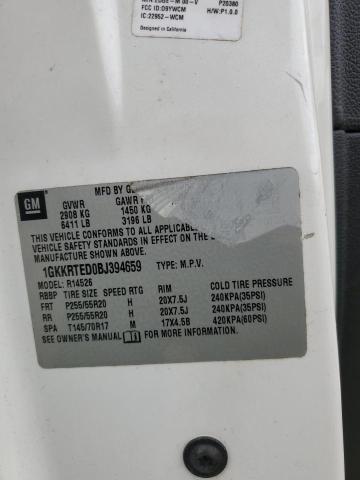 P20380
FCC ID: O9YWCM H/W:P1.0.0
IC: 22952-WCM
Designed in California
GM
MFD BY GE
GVWR GAWR F
2908 KG 1450 KG
6411 LB 3196 LB
THIS VEHICLE CONFORMS TO ALL APPLICABLE
VEHICLE SAFETY STANDARDS IN EFFECT ON THE
MANUFACTURE SHOWN ABOVE.
1GKKRTED0BJ394659 TYPE: M.P.V.
MODEL: R14526
RBBP TIRE SIZE SPEED RTG RIM COLD TIRE PRESSURE
FRT P255/55R20 H 20X7.5J 240KPA(35PSI)
RR P255/55R20 H 20X7.5J 240KPA(35PSI)
SPA T145/70R17 M 17X4.5B 420KPA(60PSI)
SEE OWNER'S MANUAL FOR ADDITIONAL INFORMATION.